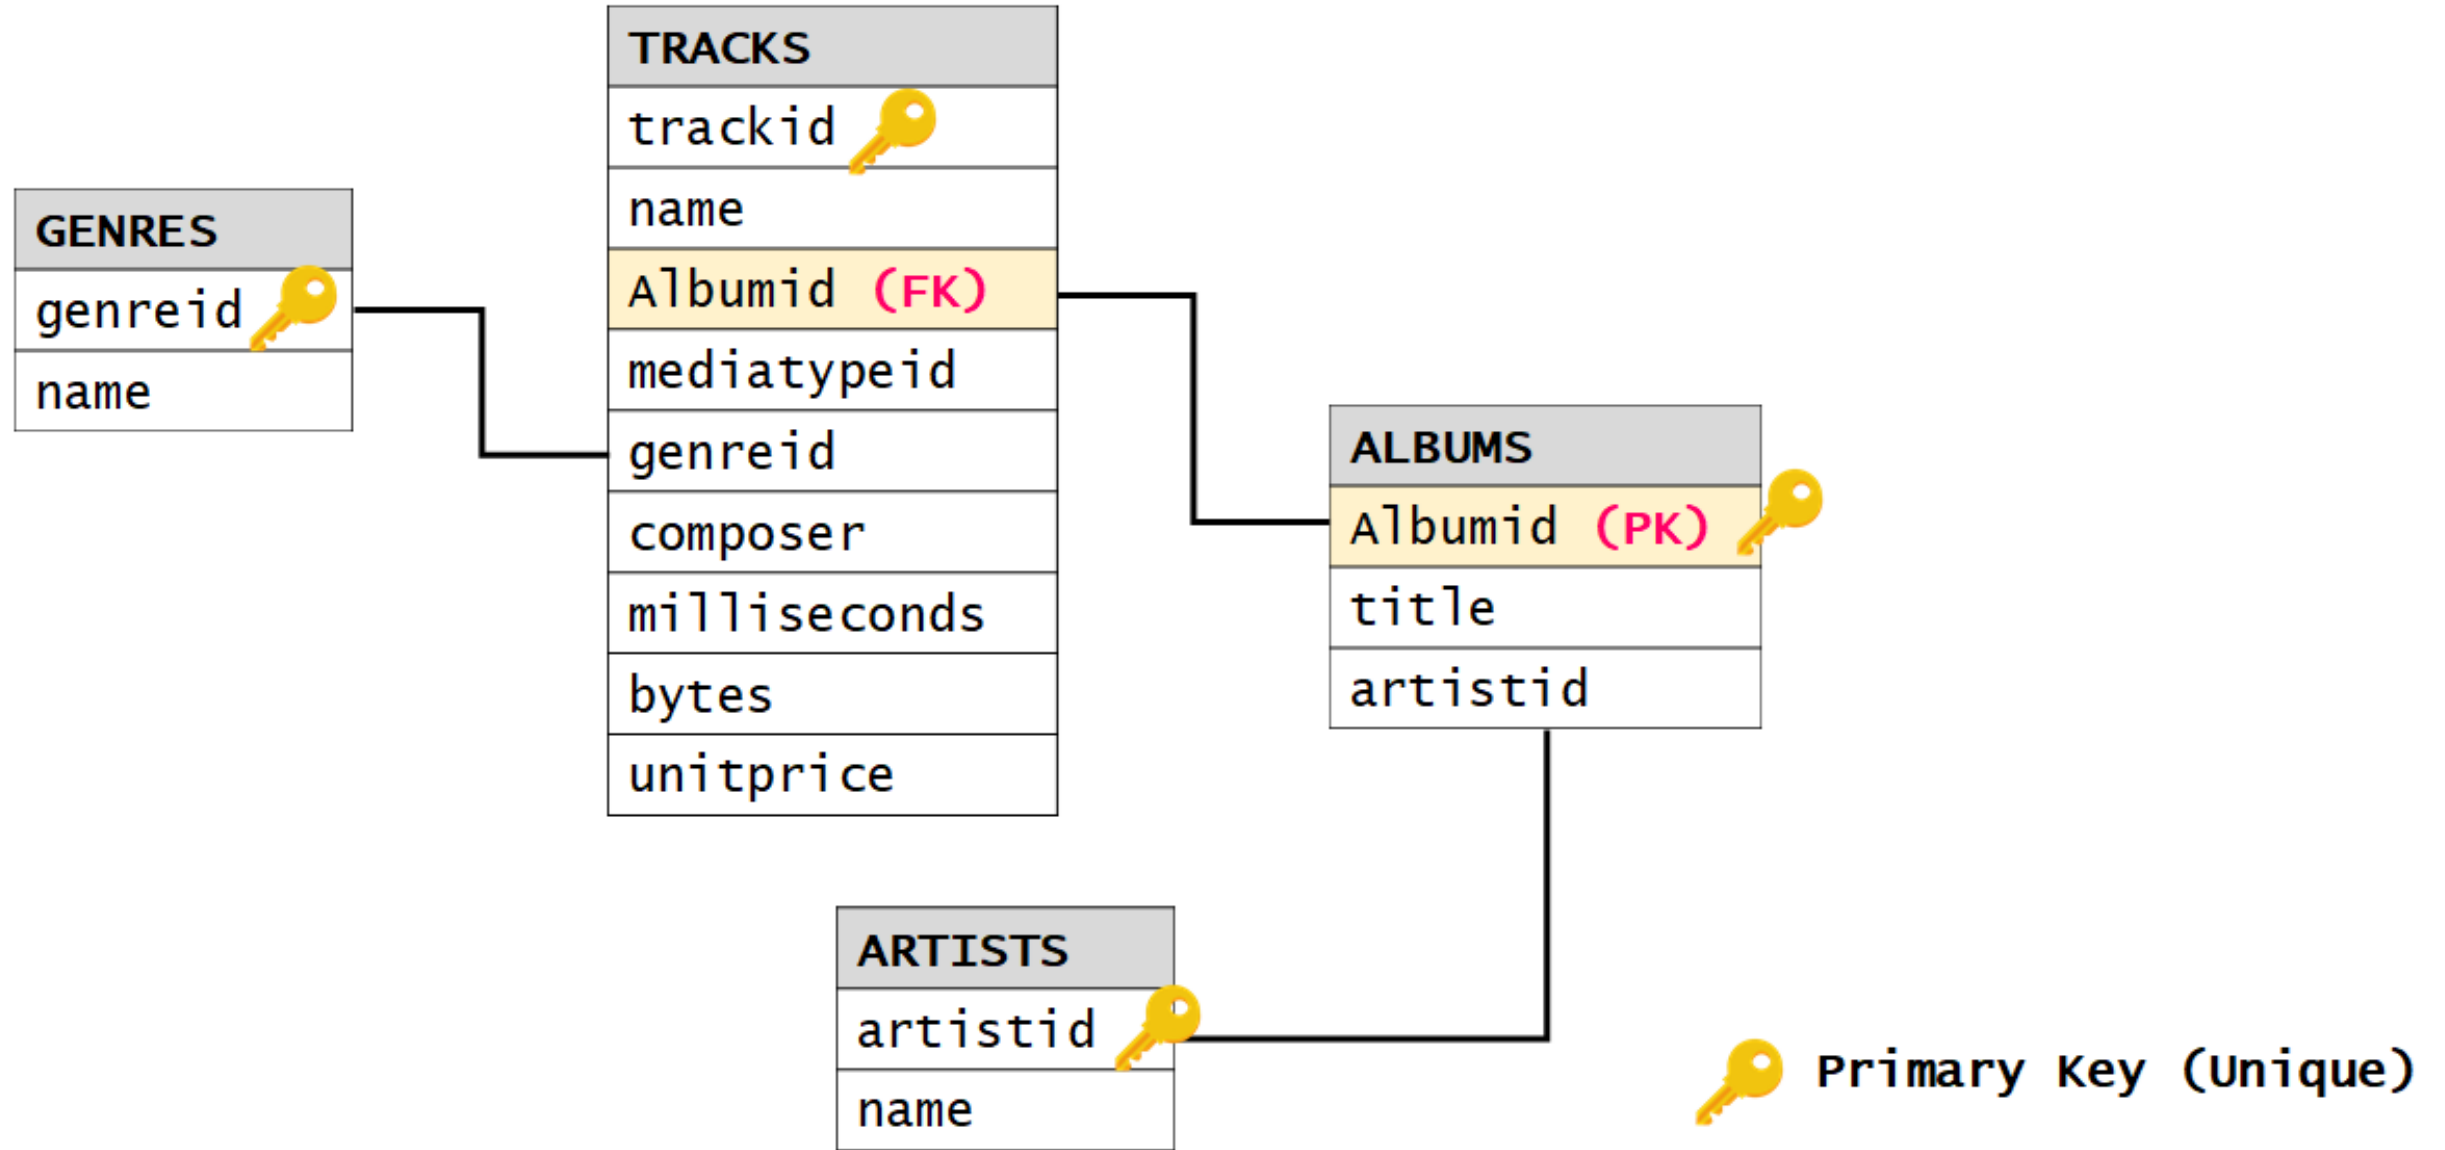 TRACKS
trackid
name
Albumid (FK)
mediatypeid
genreid
composer
milliseconds
bytes
unitprice
GENRES
genreid
name
ALBUMS
Albumid (PK)
title
artistid
ARTISTS
artistid
name
Primary Key (Unique)